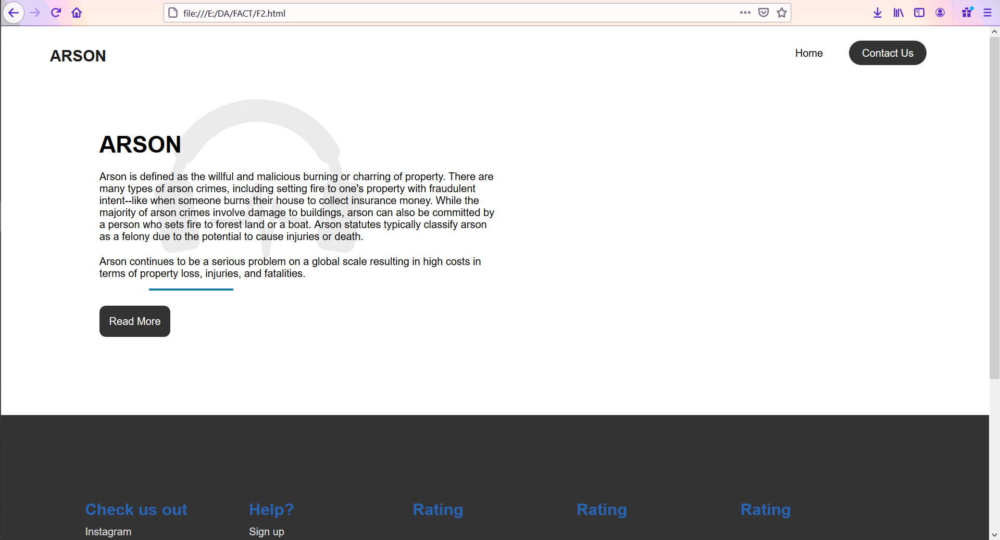 file:///E:/DA/FACT/F2.html
ARSON
Home
Contact Us
ARSON
Arson is defined as the willful and malicious burning or charring of property. There are
many types of arson crimes, including setting fire to one's property with fraudulent
intent--like when someone burns their house to collect insurance money. While the
majority of arson crimes involve damage to buildings, arson can also be committed by
a person who sets fire to forest land or a boat. Arson statutes typically classify arson
as a felony due to the potential to cause injuries or death.
Arson continues to be a serious problem on a global scale resulting in high costs in
terms of property loss, injuries, and fatalities.
Read More
Check us out
Help?
Rating
Rating
Rating
Instagram
Sign up